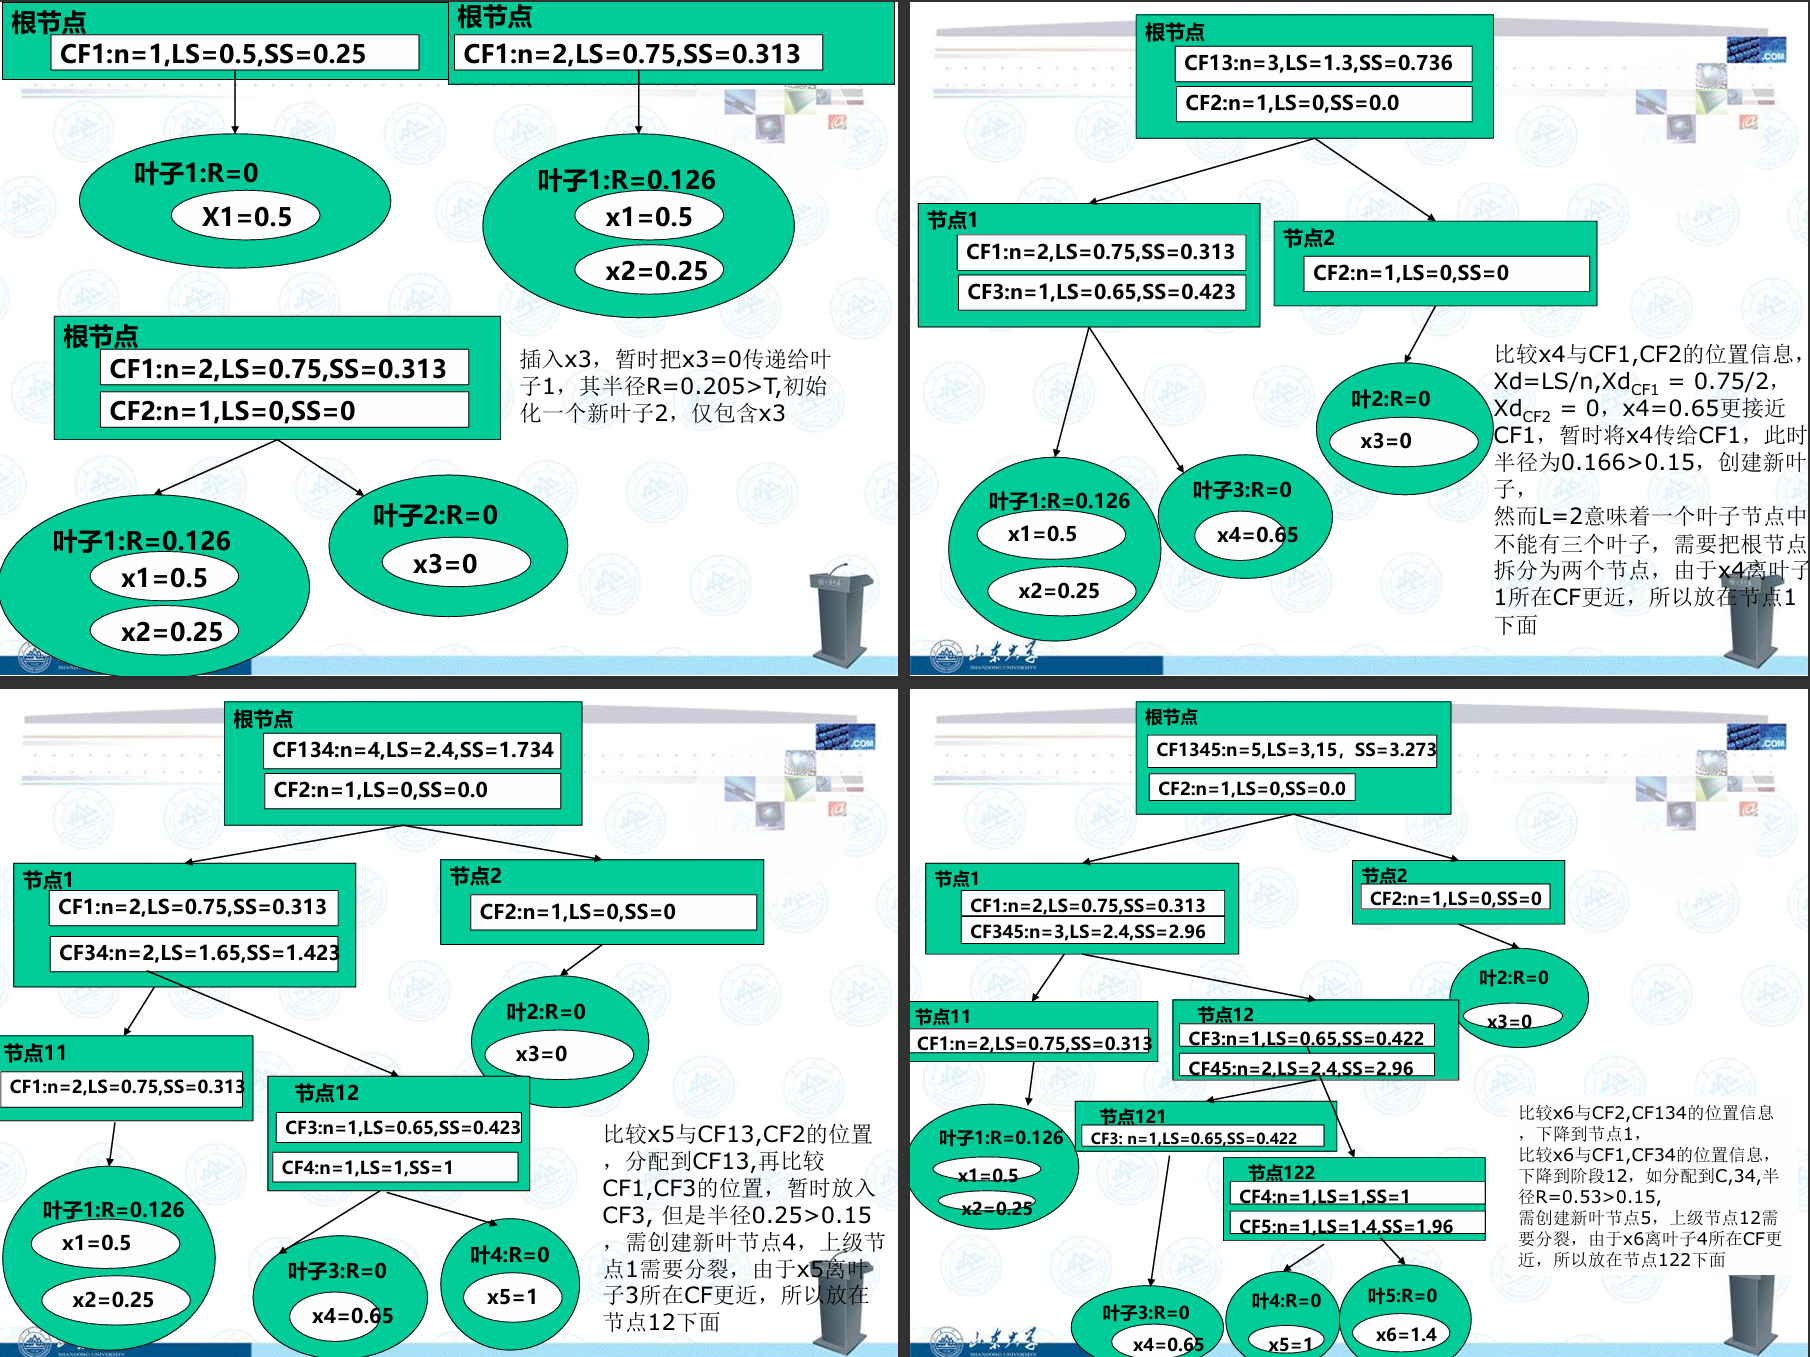 根节点
CF1:n=1,LS=0.5,SS=0.25
叶子1:R=0
X1=0.5
根节点
CF1:n=2,LS=0.75,SS=0.313
叶子1:R=0.126
x1=0.5
x2=0.25
根节点
CF1:n=2,LS=0.75,SS=0.313
CF2:n=1,LS=0,SS=0
插入x3，暂时把x3=0传递给叶
子1，其半径R=0.205>T,初始
化一个新叶子2，仅包含x3
叶子1:R=0.126
x1=0.5
x2=0.25
叶子2:R=0
x3=0
根节点
CF13:n=3,LS=1.3,SS=0.736
CF2:n=1,LS=0,SS=0.0
.COM
@
节点1
CF1:n=2,LS=0.75,SS=0.313
CF3:n=1,LS=0.65,SS=0.423
节点2
CF2:n=1,LS=0,SS=0
叶子1:R=0.126
x1=0.5
x2=0.25
叶子3:R=0
x4=0.65
叶2:R=0
x3=0
比较x4与CF1,CF2的位置信息，
Xd=LS/n,XdCF1 = 0.75/2，
XdCF2 = 0，x4=0.65更接近
CF1，暂时将x4传给CF1，此时
半径为0.166>0.15，创建新叶
子，
然而L=2意味着一个叶子节点中
不能有三个叶子，需要把根节点
拆分为两个节点，由于x4离叶子
1所在CF更近，所以放在节点1
下面
山东大学
SHANDONG UNIVERSITY
根节点
CF134:n=4,LS=2.4,SS=1.734
CF2:n=1,LS=0,SS=0.0
.COM
@
节点1
CF1:n=2,LS=0.75,SS=0.313
CF34:n=2,LS=1.65,SS=1.423
节点2
CF2:n=1,LS=0,SS=0
叶2:R=0
x3=0
节点11
CF1:n=2,LS=0.75,SS=0.313
节点12
CF3:n=1,LS=0.65,SS=0.423
CF4:n=1,LS=1,SS=1
叶子1:R=0.126
x1=0.5
x2=0.25
叶子3:R=0
x4=0.65
叶4:R=0
x5=1
比较x5与CF13,CF2的位置
，分配到CF13,再比较
CF1,CF3的位置，暂时放入
CF3, 但是半径0.25>0.15
，需创建新叶节点4，上级节
点1需要分裂，由于x5离叶
子3所在CF更近，所以放在
节点12下面
根节点
CF1345:n=5,LS=3,15，SS=3.273
CF2:n=1,LS=0,SS=0.0
.COM
@
节点1
CF1:n=2,LS=0.75,SS=0.313
CF345:n=3,LS=2.4,SS=2.96
节点2
CF2:n=1,LS=0,SS=0
叶2:R=0
x3=0
节点11
CF1:n=2,LS=0.75,SS=0.313
节点12
CF3:n=1,LS=0.65,SS=0.422
CF45:n=2,LS=2.4,SS=2.96
叶子1:R=0.126
x1=0.5
x2=0.25
节点121
CF3: n=1,LS=0.65,SS=0.422
节点122
CF4:n=1,LS=1,SS=1
CF5:n=1,LS=1.4,SS=1.96
叶子3:R=0
x4=0.65
叶4:R=0
x5=1
叶5:R=0
x6=1.4
比较x6与CF2,CF134的位置信息
，下降到节点1，
比较x6与CF1,CF34的位置信息，
下降到阶段12，如分配到C,34,半
径R=0.53>0.15,
需创建新叶节点5，上级节点12需
要分裂，由于x6离叶子4所在CF更
近，所以放在节点122下面
山东大学